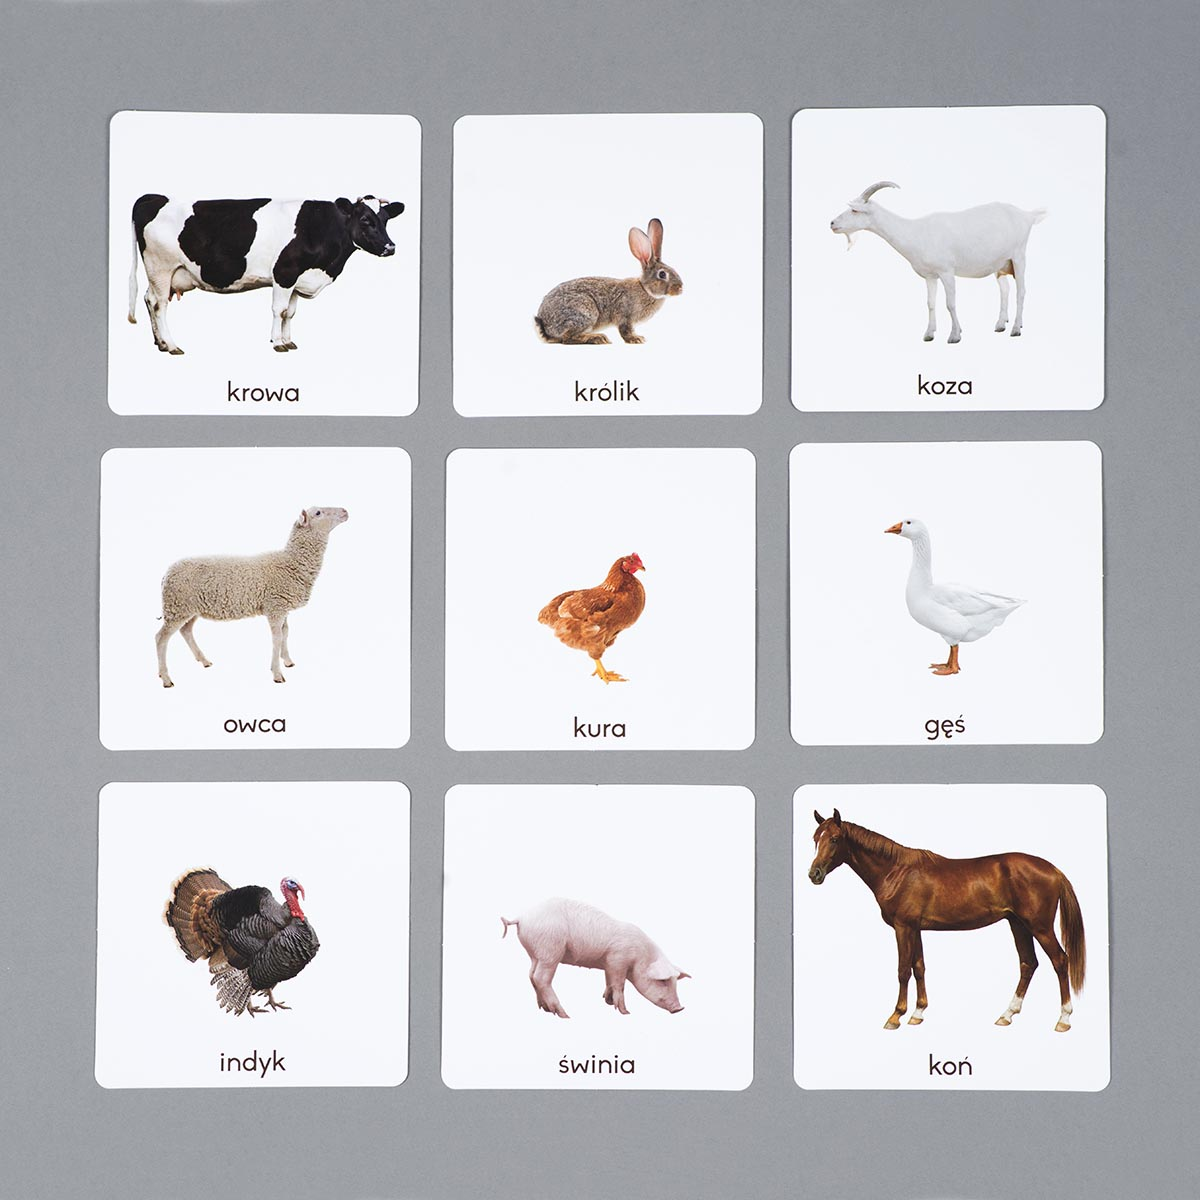 krowa
królik
koza
owca
kura
gęś
indyk
świnia
koń